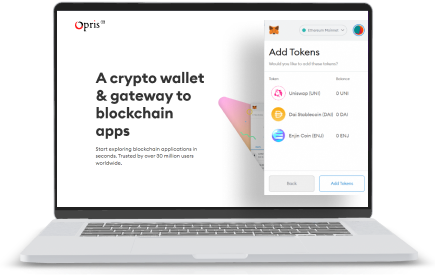 Opris
A crypto wallet
& gateway to
blockchain
apps
Start exploring blockchain applications in
seconds. Trusted by over 30 million users
worldwide.
Ethereum Mainnet
Add Tokens
Would you like to add these tokens?
Token Balance
Uniswap (UNI) 0 UNI
Dai Stablecoin (DAI) 0 DAI
Enjin Coin (ENJ) 0 ENJ
Back Add Tokens